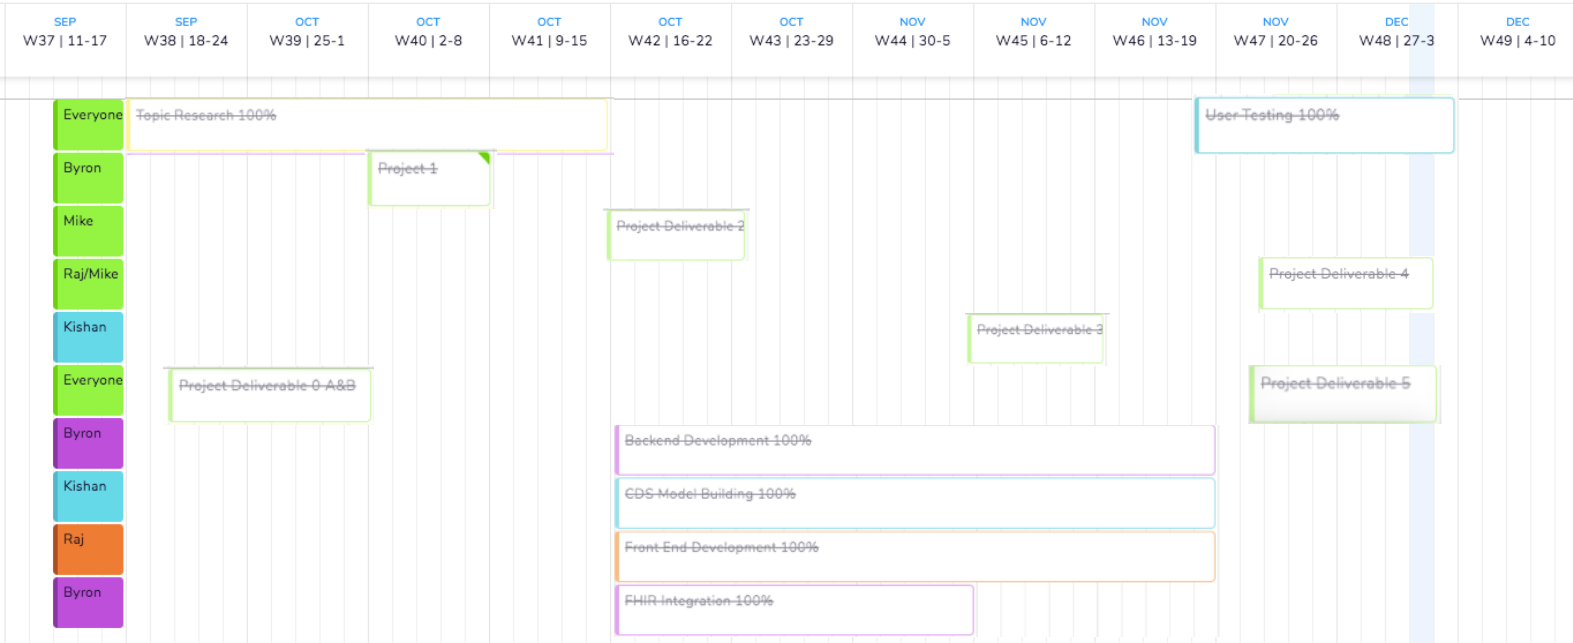 SEP SEP OCT OCT OCT OCT OCT NOV NOV NOV NOV DEC DEC
W37 | 11-17 W38 | 18-24 W39 | 25-1 W40 | 2-8 W41 | 9-15 W42 | 16-22 W43 | 23-29 W44 | 30-5 W45 | 6-12 W46 | 13-19 W47 | 20-26 W48 | 27-3 W49 | 4-10
Everyone Topic Research 100% User Testing 100%
Byron Project 1
Mike Project Deliverable 2
Raj/Mike Project Deliverable 4
Kishan Project Deliverable 3
Everyone Project Deliverable 0 A&B Project Deliverable 5
Byron Backend Development 100%
Kishan CDS Model Building 100%
Raj Front End Development 100%
Byron FHIR Integration 100%